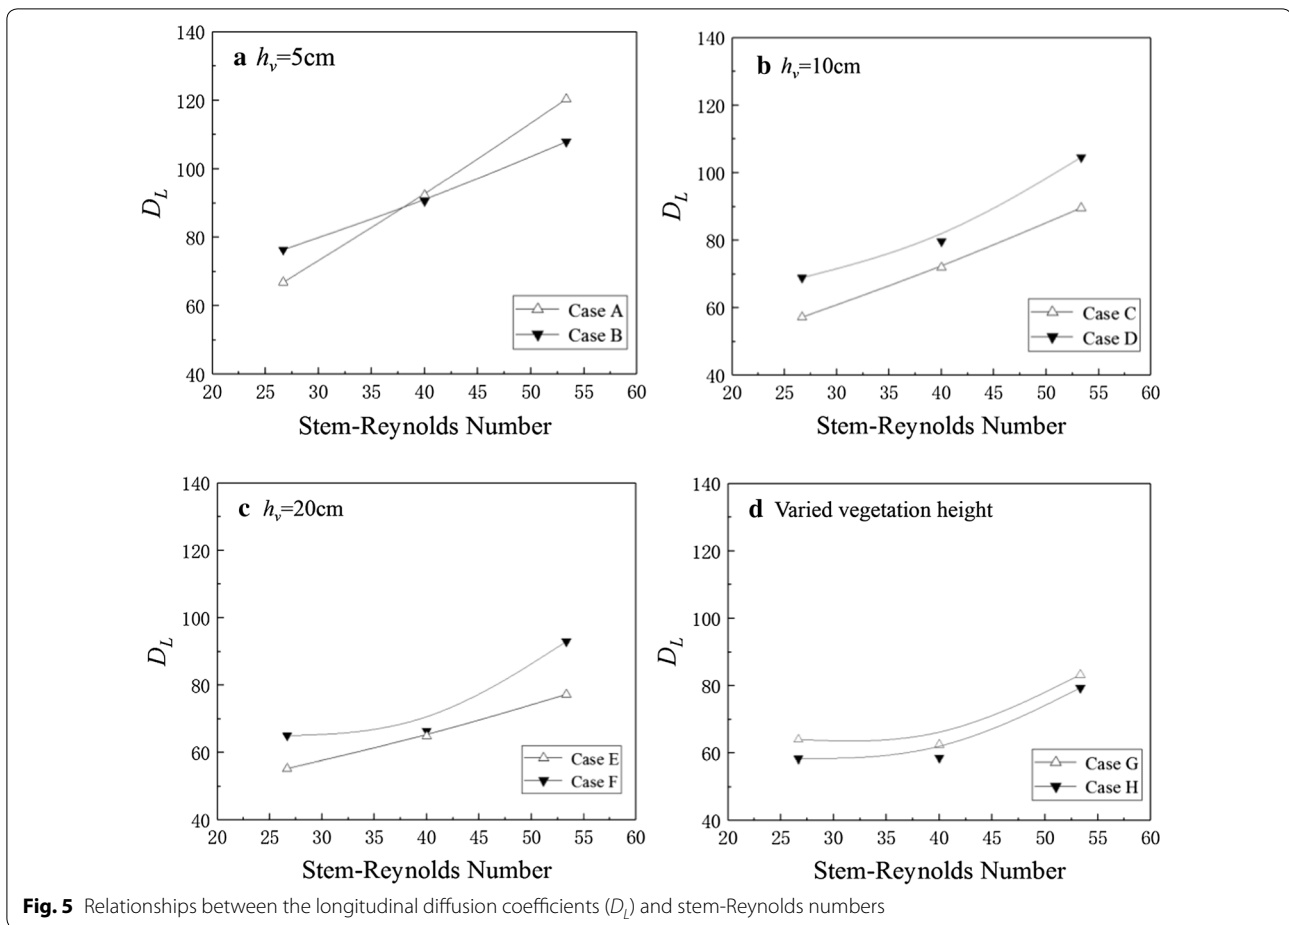 a h_v=5cm
140
120
100
80
60
40
D_L
Case A
Case B
20 25 30 35 40 45 50 55 60
Stem-Reynolds Number
b h_v=10cm
140
120
100
80
60
40
D_L
Case C
Case D
20 25 30 35 40 45 50 55 60
Stem-Reynolds Number
c h_v=20cm
140
120
100
80
60
40
D_L
Case E
Case F
20 25 30 35 40 45 50 55 60
Stem-Reynolds Number
d Varied vegetation height
140
120
100
80
60
40
D_L
Case G
Case H
20 25 30 35 40 45 50 55 60
Stem-Reynolds Number
Fig. 5 Relationships between the longitudinal diffusion coefficients (D_L) and stem-Reynolds numbers